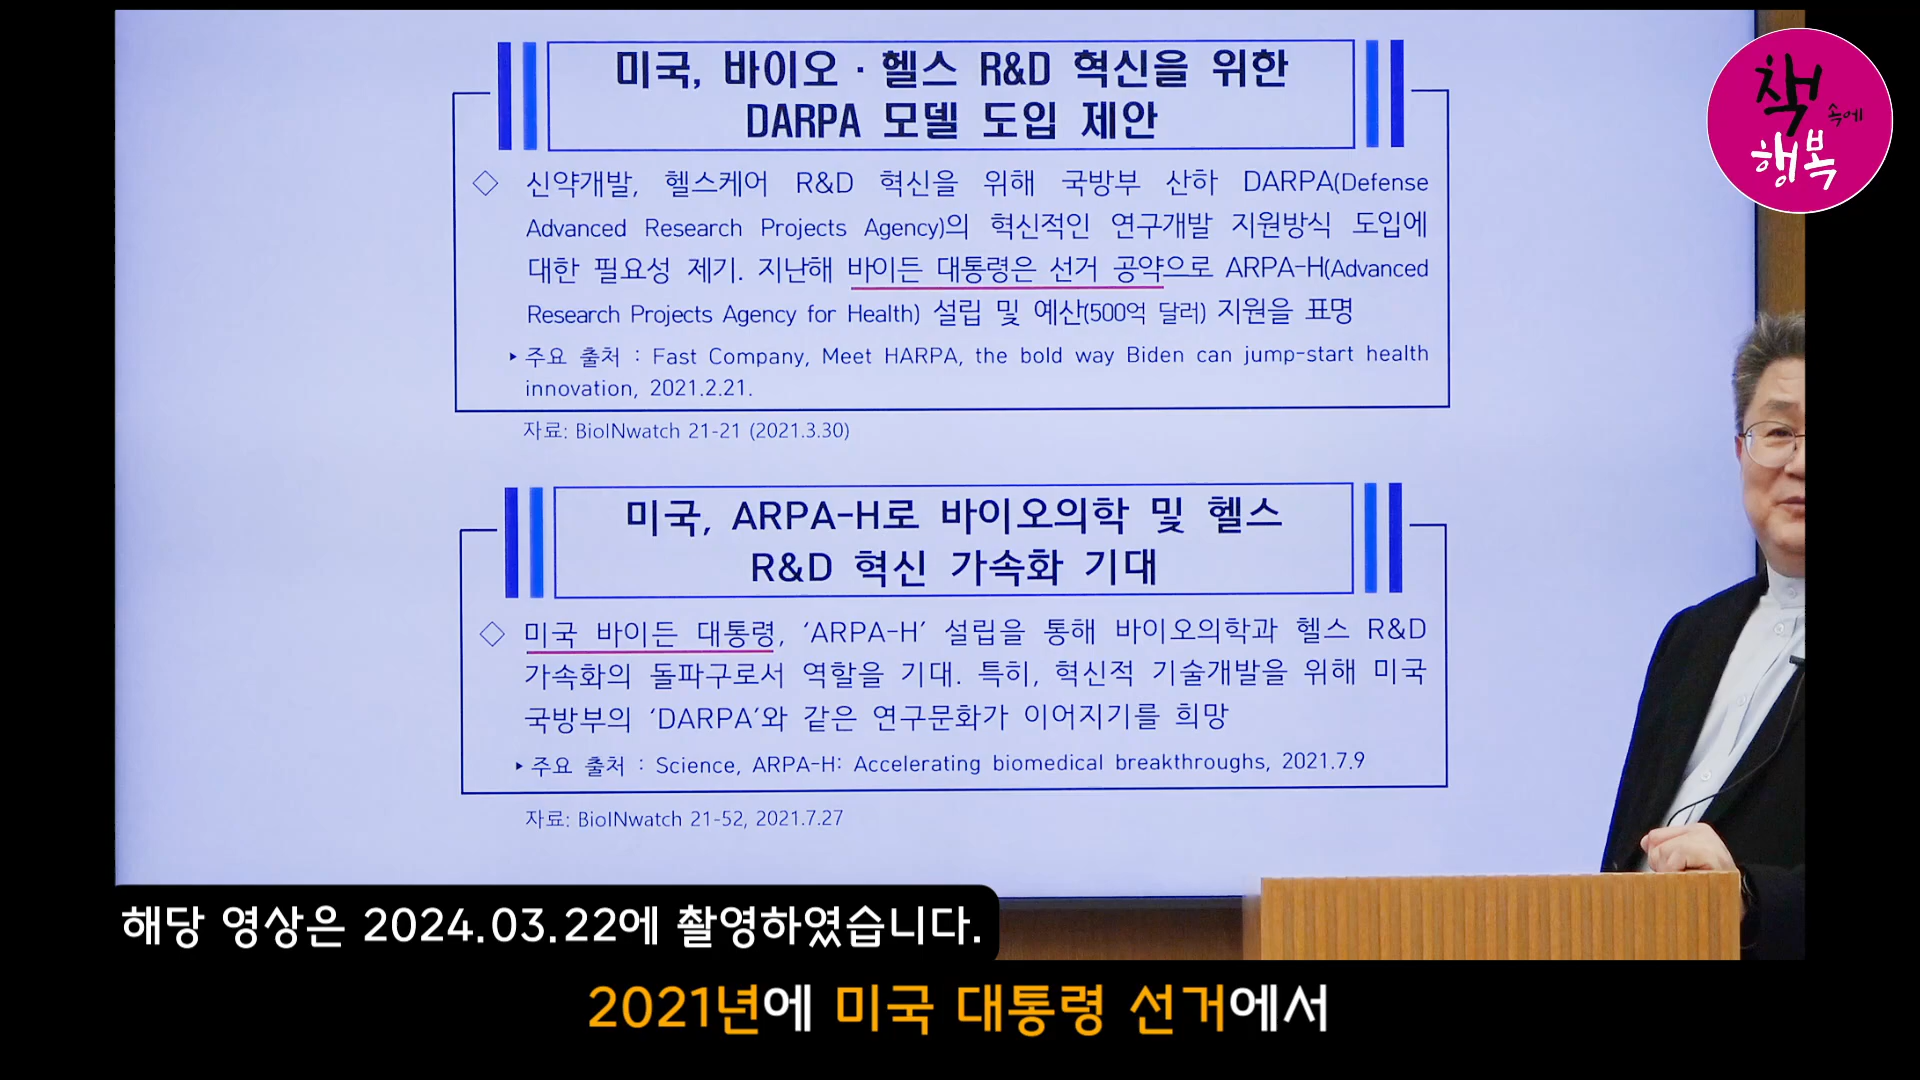 미국, 바이오·헬스 R&D 혁신을 위한
DARPA 모델 도입 제안
◇ 신약개발, 헬스케어 R&D 혁신을 위해 국방부 산하 DARPA(Defense
Advanced Research Projects Agency)의 혁신적인 연구개발 지원방식 도입에
대한 필요성 제기. 지난해 바이든 대통령은 선거 공약으로 ARPA-H(Advanced
Research Projects Agency for Health) 설립 및 예산(500억 달러) 지원을 표명
▸주요 출처 : Fast Company, Meet HARPA, the bold way Biden can jump-start health
innovation, 2021.2.21.
자료: BioINwatch 21-21 (2021.3.30)
미국, ARPA-H로 바이오의학 및 헬스
R&D 혁신 가속화 기대
◇ 미국 바이든 대통령, ‘ARPA-H’ 설립을 통해 바이오의학과 헬스 R&D
가속화의 돌파구로서 역할을 기대. 특히, 혁신적 기술개발을 위해 미국
국방부의 ‘DARPA’와 같은 연구문화가 이어지기를 희망
▸주요 출처 : Science, ARPA-H: Accelerating biomedical breakthroughs, 2021.7.9
자료: BioINwatch 21-52, 2021.7.27
책속에
행복
해당 영상은 2024.03.22에 촬영하였습니다.
2021년에 미국 대통령 선거에서